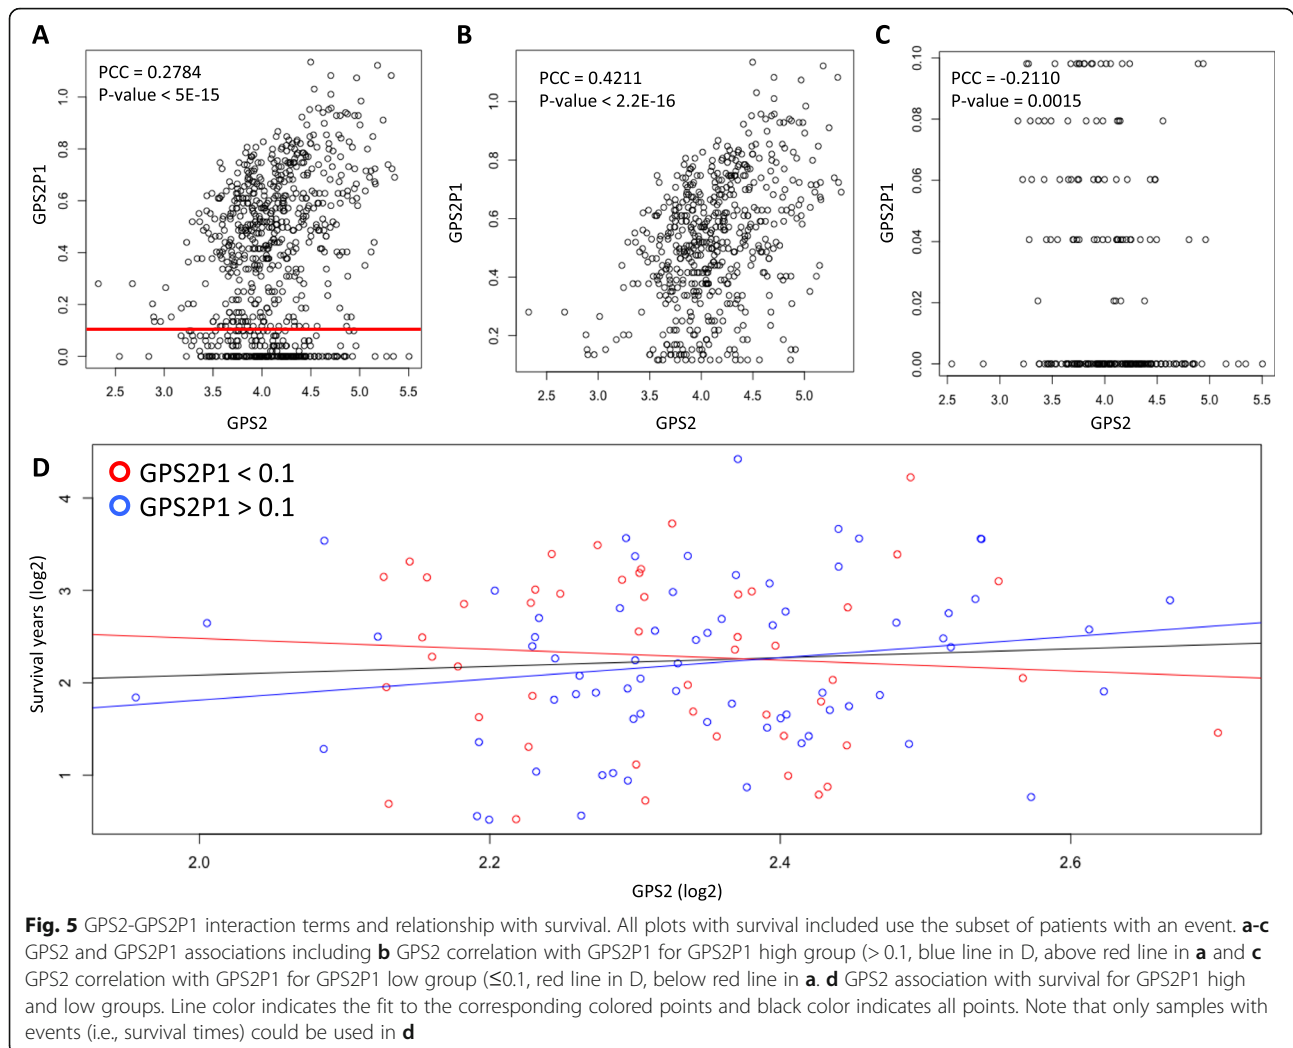 A
B
C
PCC = 0.2784
P-value < 5E-15
PCC = 0.4211
P-value < 2.2E-16
PCC = -0.2110
P-value = 0.0015
GPS2P1
0.0 0.2 0.4 0.6 0.8 1.0
2.5 3.0 3.5 4.0 4.5 5.0 5.5
GPS2
GPS2P1
0.2 0.4 0.6 0.8 1.0
2.5 3.0 3.5 4.0 4.5 5.0
GPS2
GPS2P1
0.00 0.02 0.04 0.06 0.08 0.10
2.5 3.0 3.5 4.0 4.5 5.0 5.5
GPS2
D
GPS2P1 < 0.1
GPS2P1 > 0.1
Survival years (log2)
1 2 3 4
2.0 2.2 2.4 2.6
GPS2 (log2)
Fig. 5 GPS2-GPS2P1 interaction terms and relationship with survival. All plots with survival included use the subset of patients with an event. a-c
GPS2 and GPS2P1 associations including b GPS2 correlation with GPS2P1 for GPS2P1 high group (> 0.1, blue line in D, above red line in a and c
GPS2 correlation with GPS2P1 for GPS2P1 low group (≤0.1, red line in D, below red line in a. d GPS2 association with survival for GPS2P1 high
and low groups. Line color indicates the fit to the corresponding colored points and black color indicates all points. Note that only samples with
events (i.e., survival times) could be used in d